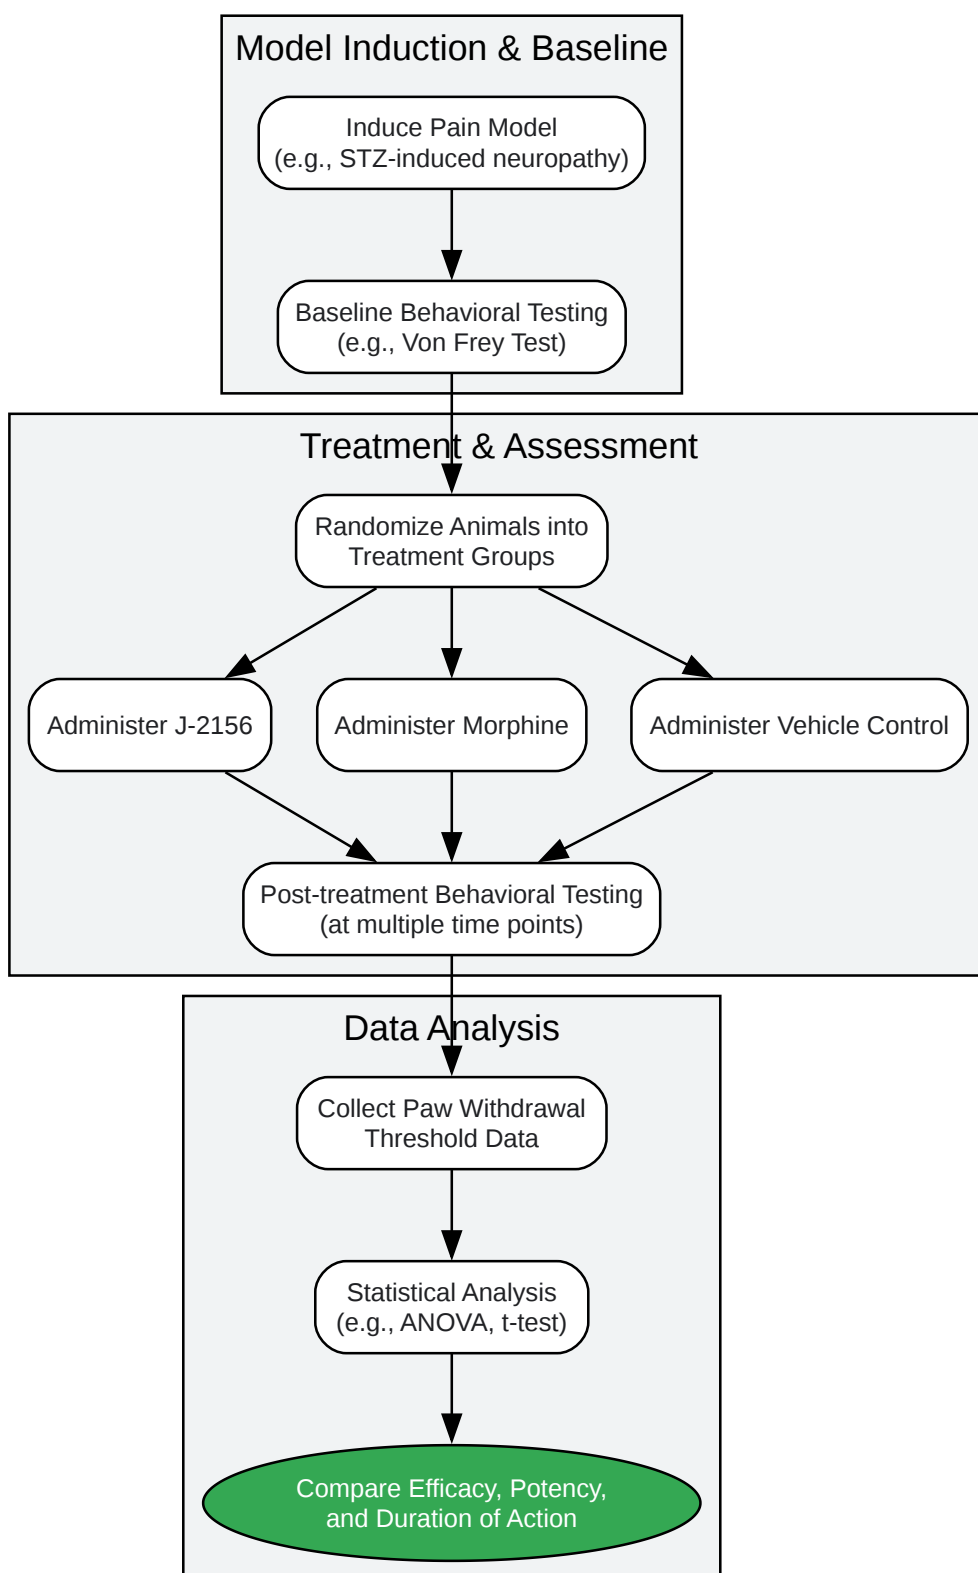 Model Induction & Baseline
Induce Pain Model
(e.g., STZ-induced neuropathy)
Baseline Behavioral Testing
(e.g., Von Frey Test)
Treatment & Assessment
Randomize Animals into
Treatment Groups
Administer J-2156
Administer Morphine
Administer Vehicle Control
Post-treatment Behavioral Testing
(at multiple time points)
Data Analysis
Collect Paw Withdrawal
Threshold Data
Statistical Analysis
(e.g., ANOVA, t-test)
Compare Efficacy, Potency,
and Duration of Action